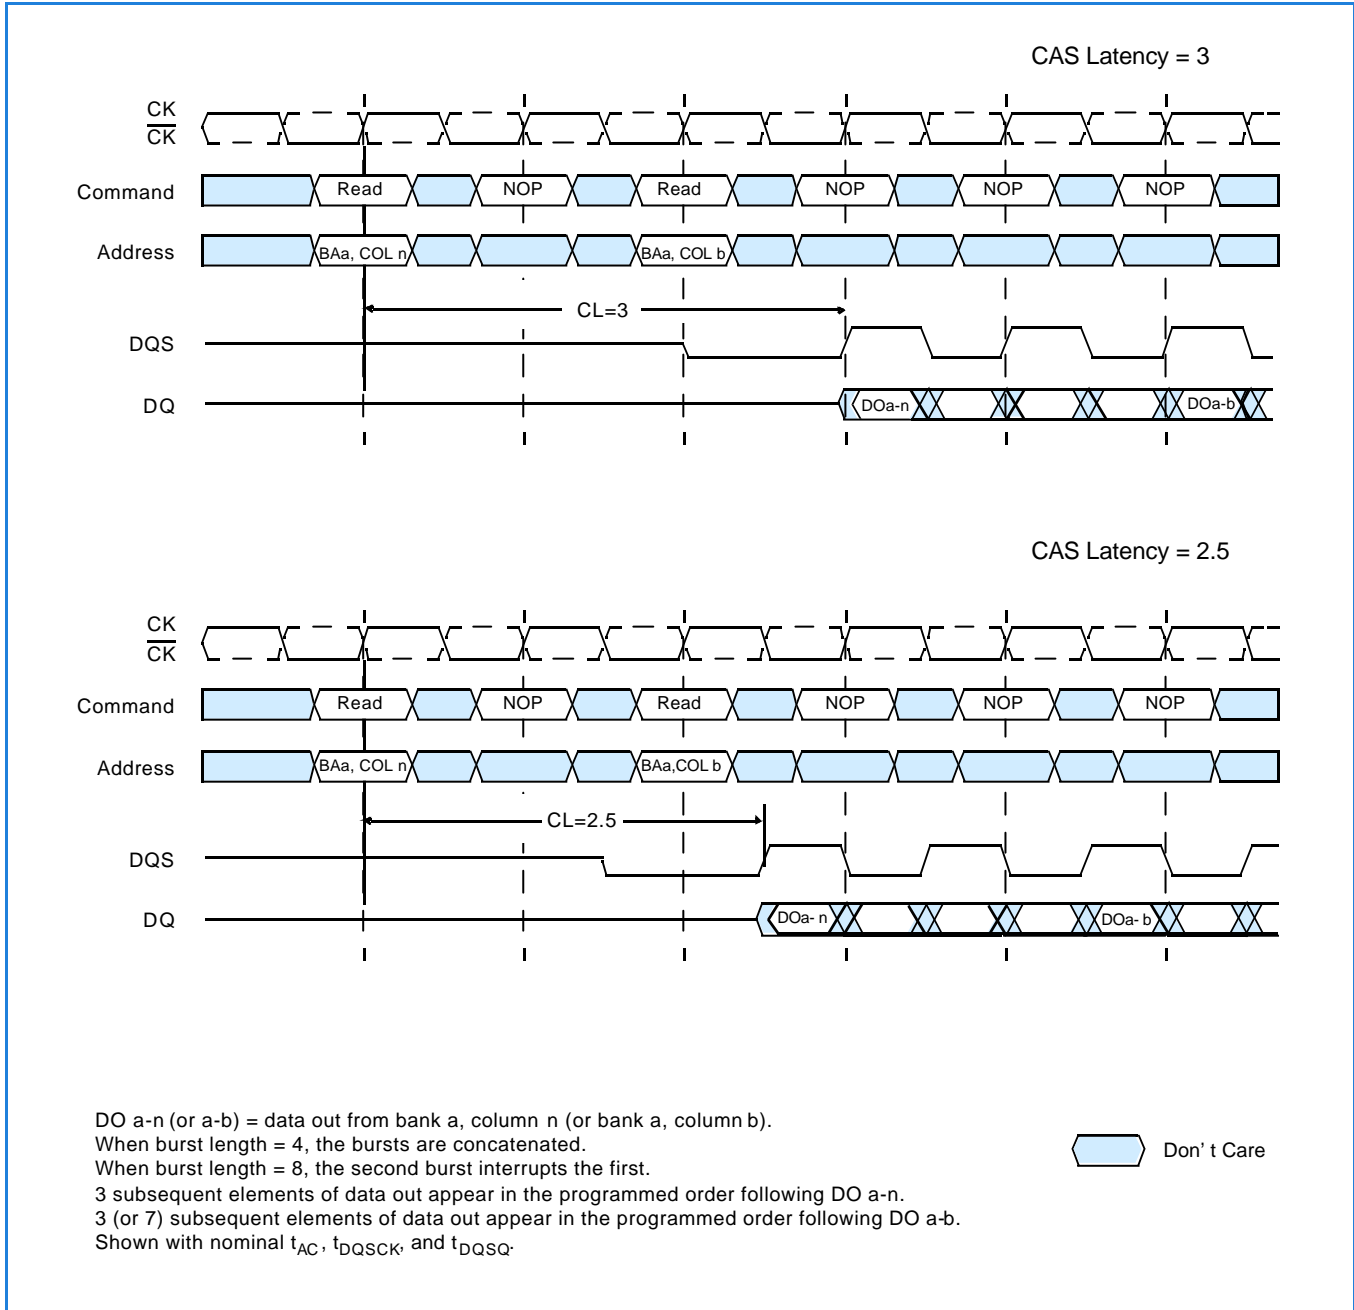 CAS Latency = 3
CK
CK
Command Read NOP Read NOP NOP NOP
Address BAa, COL n BAa, COL b
CL=3
DQS
DQ DOa-n DOa-b
CAS Latency = 2.5
CK
CK
Command Read NOP Read NOP NOP NOP
Address BAa, COL n BAa,COL b
CL=2.5
DQS
DQ DOa- n DOa- b
DO a-n (or a-b) = data out from bank a, column n (or bank a, column b).
When burst length = 4, the bursts are concatenated.
When burst length = 8, the second burst interrupts the first.
3 subsequent elements of data out appear in the programmed order following DO a-n.
3 (or 7) subsequent elements of data out appear in the programmed order following DO a-b.
Shown with nominal tAC, tDQSCK, and tDQSQ.
Don' t Care